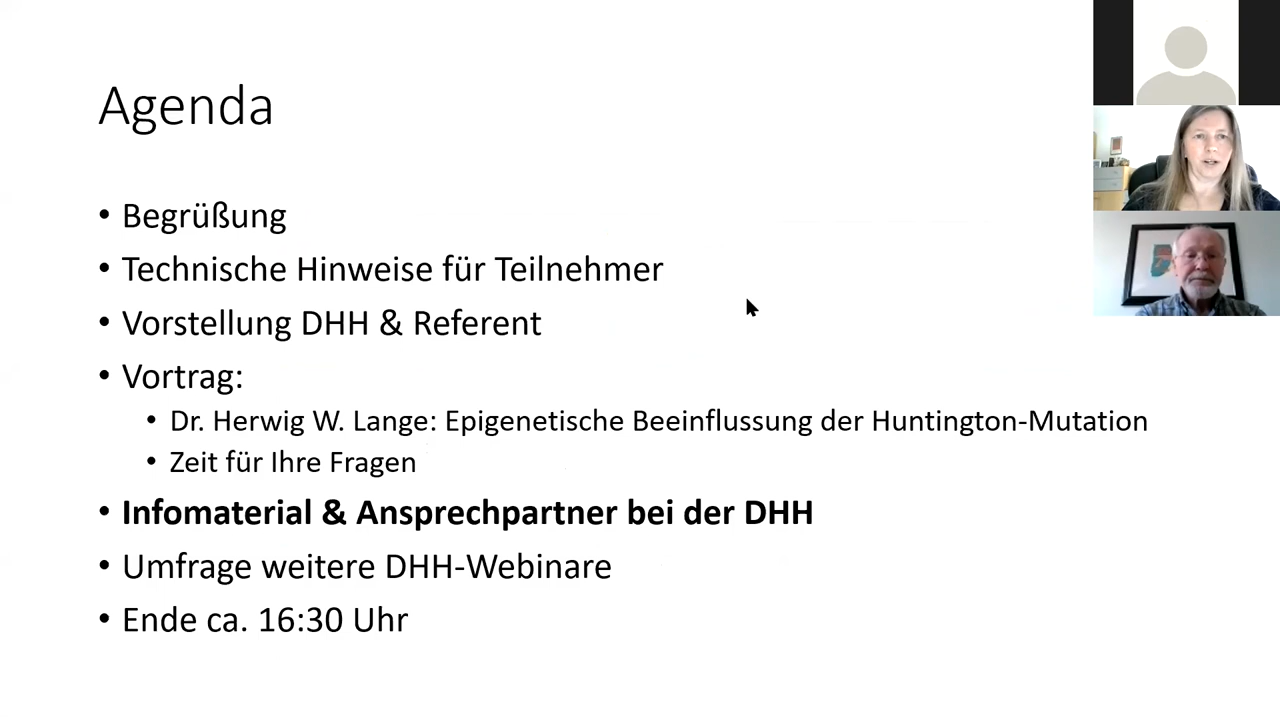 Agenda
• Begrüßung
• Technische Hinweise für Teilnehmer
• Vorstellung DHH & Referent
• Vortrag:
• Dr. Herwig W. Lange: Epigenetische Beeinflussung der Huntington-Mutation
• Zeit für Ihre Fragen
• Infomaterial & Ansprechpartner bei der DHH
• Umfrage weitere DHH-Webinare
• Ende ca. 16:30 Uhr